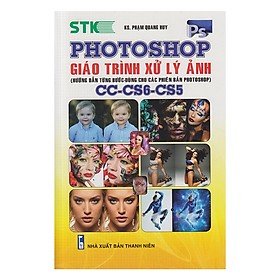 STK
KS. PHẠM QUANG HUY
Ps
PHOTOSHOP
GIÁO TRÌNH XỬ LÝ ẢNH
(HƯỚNG DẪN TỪNG BƯỚC-DÙNG CHO CÁC PHIÊN BẢN PHOTOSHOP)
CC-CS6-CS5
NHÀ XUẤT BẢN THANH NIÊN